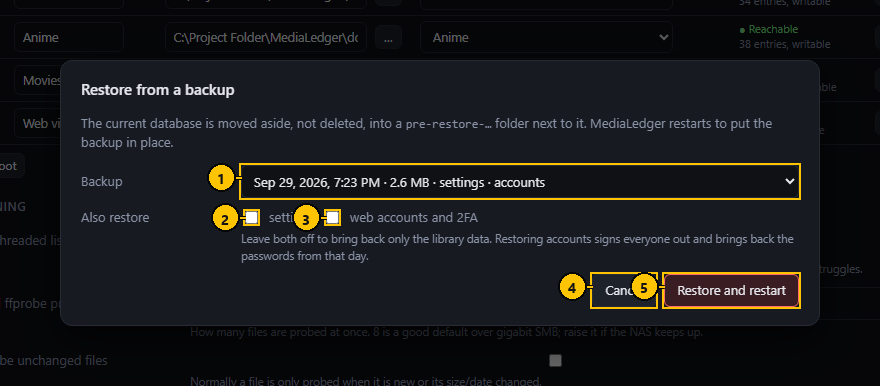 34 entries, writable
Anime
C:\Project Folder\MediaLedger\dc
...
Anime
Reachable
38 entries, writable
Movies
Restore from a backup
The current database is moved aside, not deleted, into a pre-restore-… folder next to it. MediaLedger restarts to put the
backup in place.
Web vi
oot
Backup
1
Sep 29, 2026, 7:23 PM · 2.6 MB · settings · accounts
NING
Also restore
2
setti
3
web accounts and 2FA
hreaded lis
Leave both off to bring back only the library data. Restoring accounts signs everyone out and brings back the
passwords from that day.
truggles.
ffprobe pr
4
Canc
5
Restore and restart
How many files are probed at once. 8 is a good default over gigabit SMB; raise it if the NAS keeps up.
be unchanged files
Normally a file is only probed when it is new or its size/date changed.